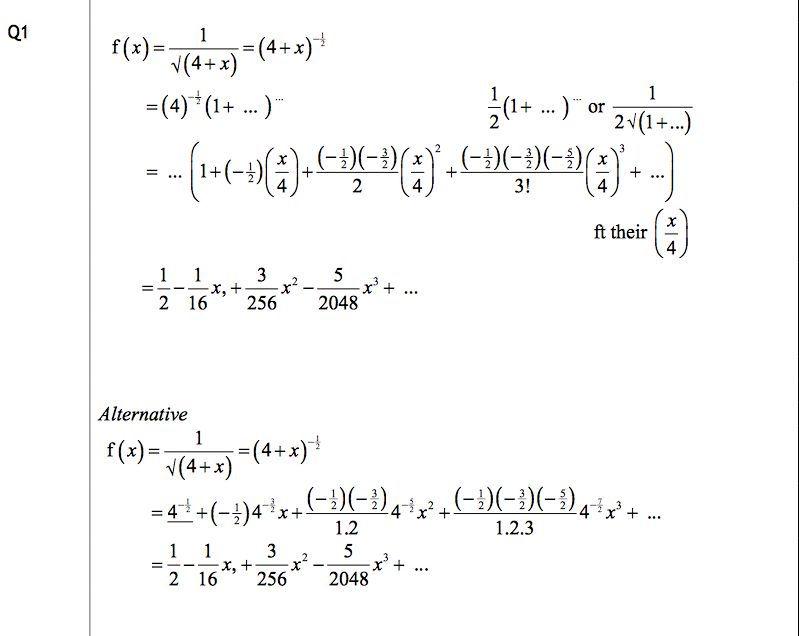 Q1
f(x) = 1/√(4+x) = (4+x)^(-1/2)
= (4)^(-1/2) (1+ ... )^... 1/2 (1+ ... )^... or 1/(2√(1+...))
= ... (1+(-1/2)(x/4)+((-1/2)(-3/2))/2 (x/4)^2 + ((-1/2)(-3/2)(-5/2))/3! (x/4)^3 + ...)
ft their (x/4)
= 1/2 - 1/16 x, + 3/256 x^2 - 5/2048 x^3 + ...
Alternative
f(x) = 1/√(4+x) = (4+x)^(-1/2)
= 4^(-1/2) + (-1/2)4^(-3/2) x + ((-1/2)(-3/2))/1.2 4^(-5/2) x^2 + ((-1/2)(-3/2)(-5/2))/1.2.3 4^(-7/2) x^3 + ...
= 1/2 - 1/16 x, + 3/256 x^2 - 5/2048 x^3 + ...